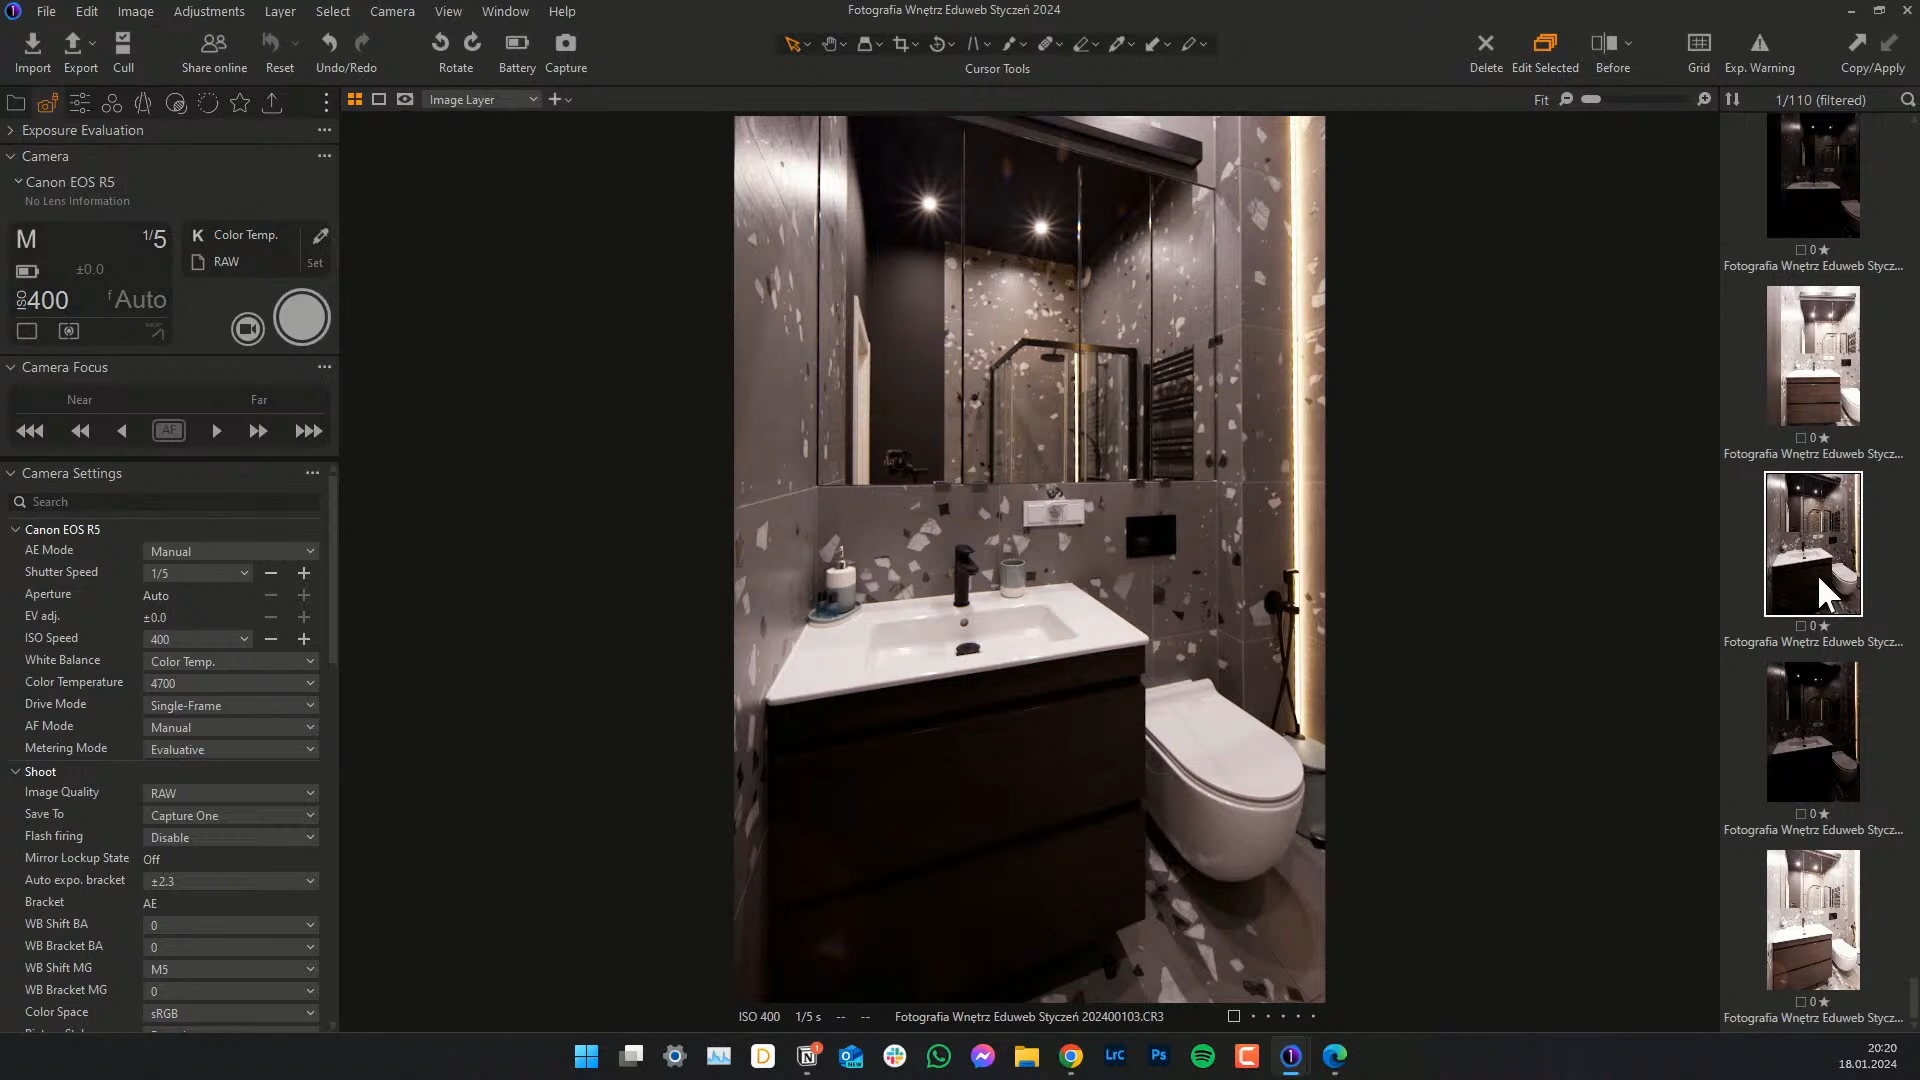 File Edit Image Adjustments Layer Select Camera View Window Help
Fotografia Wnętrz Eduweb Styczeń 2024
Import Export Cull Share online Reset Undo/Redo Rotate Battery Capture
Cursor Tools
Delete Edit Selected Before Grid Exp. Warning Copy/Apply
Image Layer
Fit
1/110 (filtered)
Exposure Evaluation
Camera
Canon EOS R5
No Lens Information
M 1/5
±0.0
ISO 400 f Auto
K Color Temp.
RAW
Set
Camera Focus
Near Far
AF
Camera Settings
Search
Canon EOS R5
AE Mode Manual
Shutter Speed 1/5
Aperture Auto
EV adj. ±0.0
ISO Speed 400
White Balance Color Temp.
Color Temperature 4700
Drive Mode Single-Frame
AF Mode Manual
Metering Mode Evaluative
Shoot
Image Quality RAW
Save To Capture One
Flash firing Disable
Mirror Lockup State Off
Auto expo. bracket ±2.3
Bracket AE
WB Shift BA 0
WB Bracket BA 0
WB Shift MG M5
WB Bracket MG 0
Color Space sRGB
0
Fotografia Wnętrz Eduweb Stycz...
0
Fotografia Wnętrz Eduweb Stycz...
0
Fotografia Wnętrz Eduweb Stycz...
0
Fotografia Wnętrz Eduweb Stycz...
0
Fotografia Wnętrz Eduweb Stycz...
ISO 400 1/5 s -- -- Fotografia Wnętrz Eduweb Styczeń 202400103.CR3
D N 1 NEW LrC Ps 1
20:20
18.01.2024